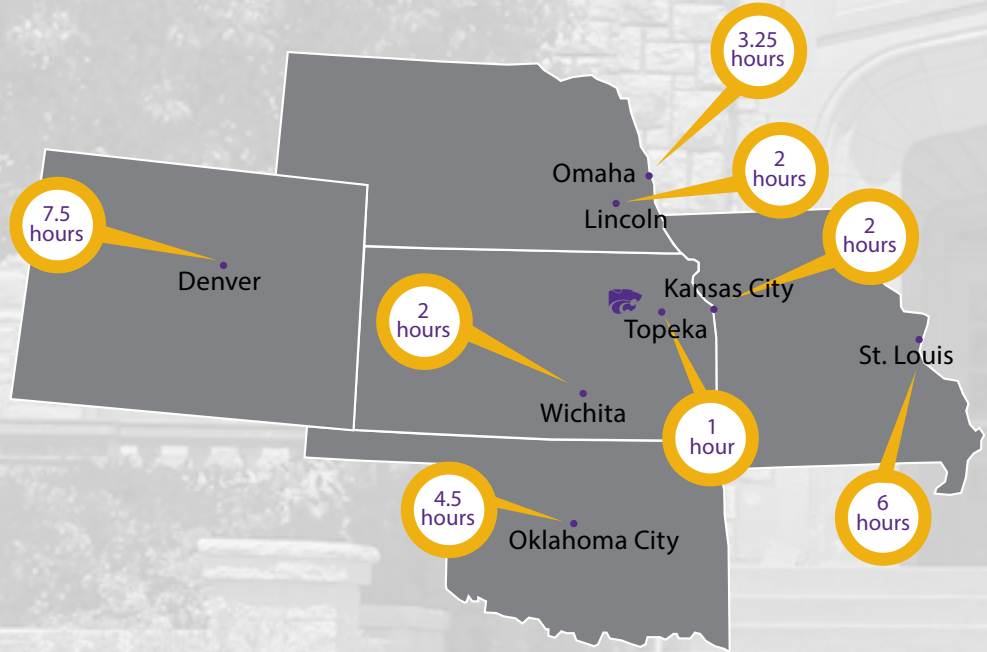 3.25
hours
2
hours
Omaha
Lincoln
7.5
hours
2
hours
Denver
Kansas City
2
hours
Topeka
St. Louis
Wichita
1
hour
4.5
hours
6
hours
Oklahoma City